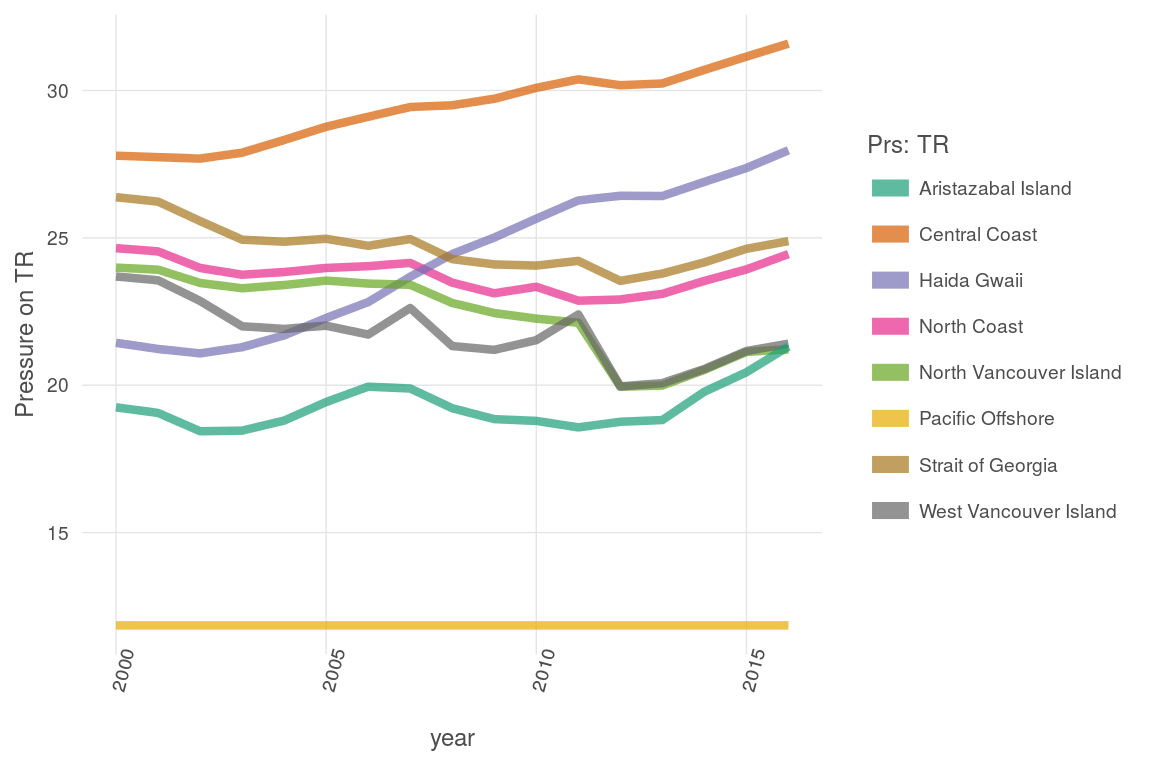 Pressure on TR
30
25
20
15
2000
2005
2010
2015
year
Prs: TR
Aristazabal Island
Central Coast
Haida Gwaii
North Coast
North Vancouver Island
Pacific Offshore
Strait of Georgia
West Vancouver Island